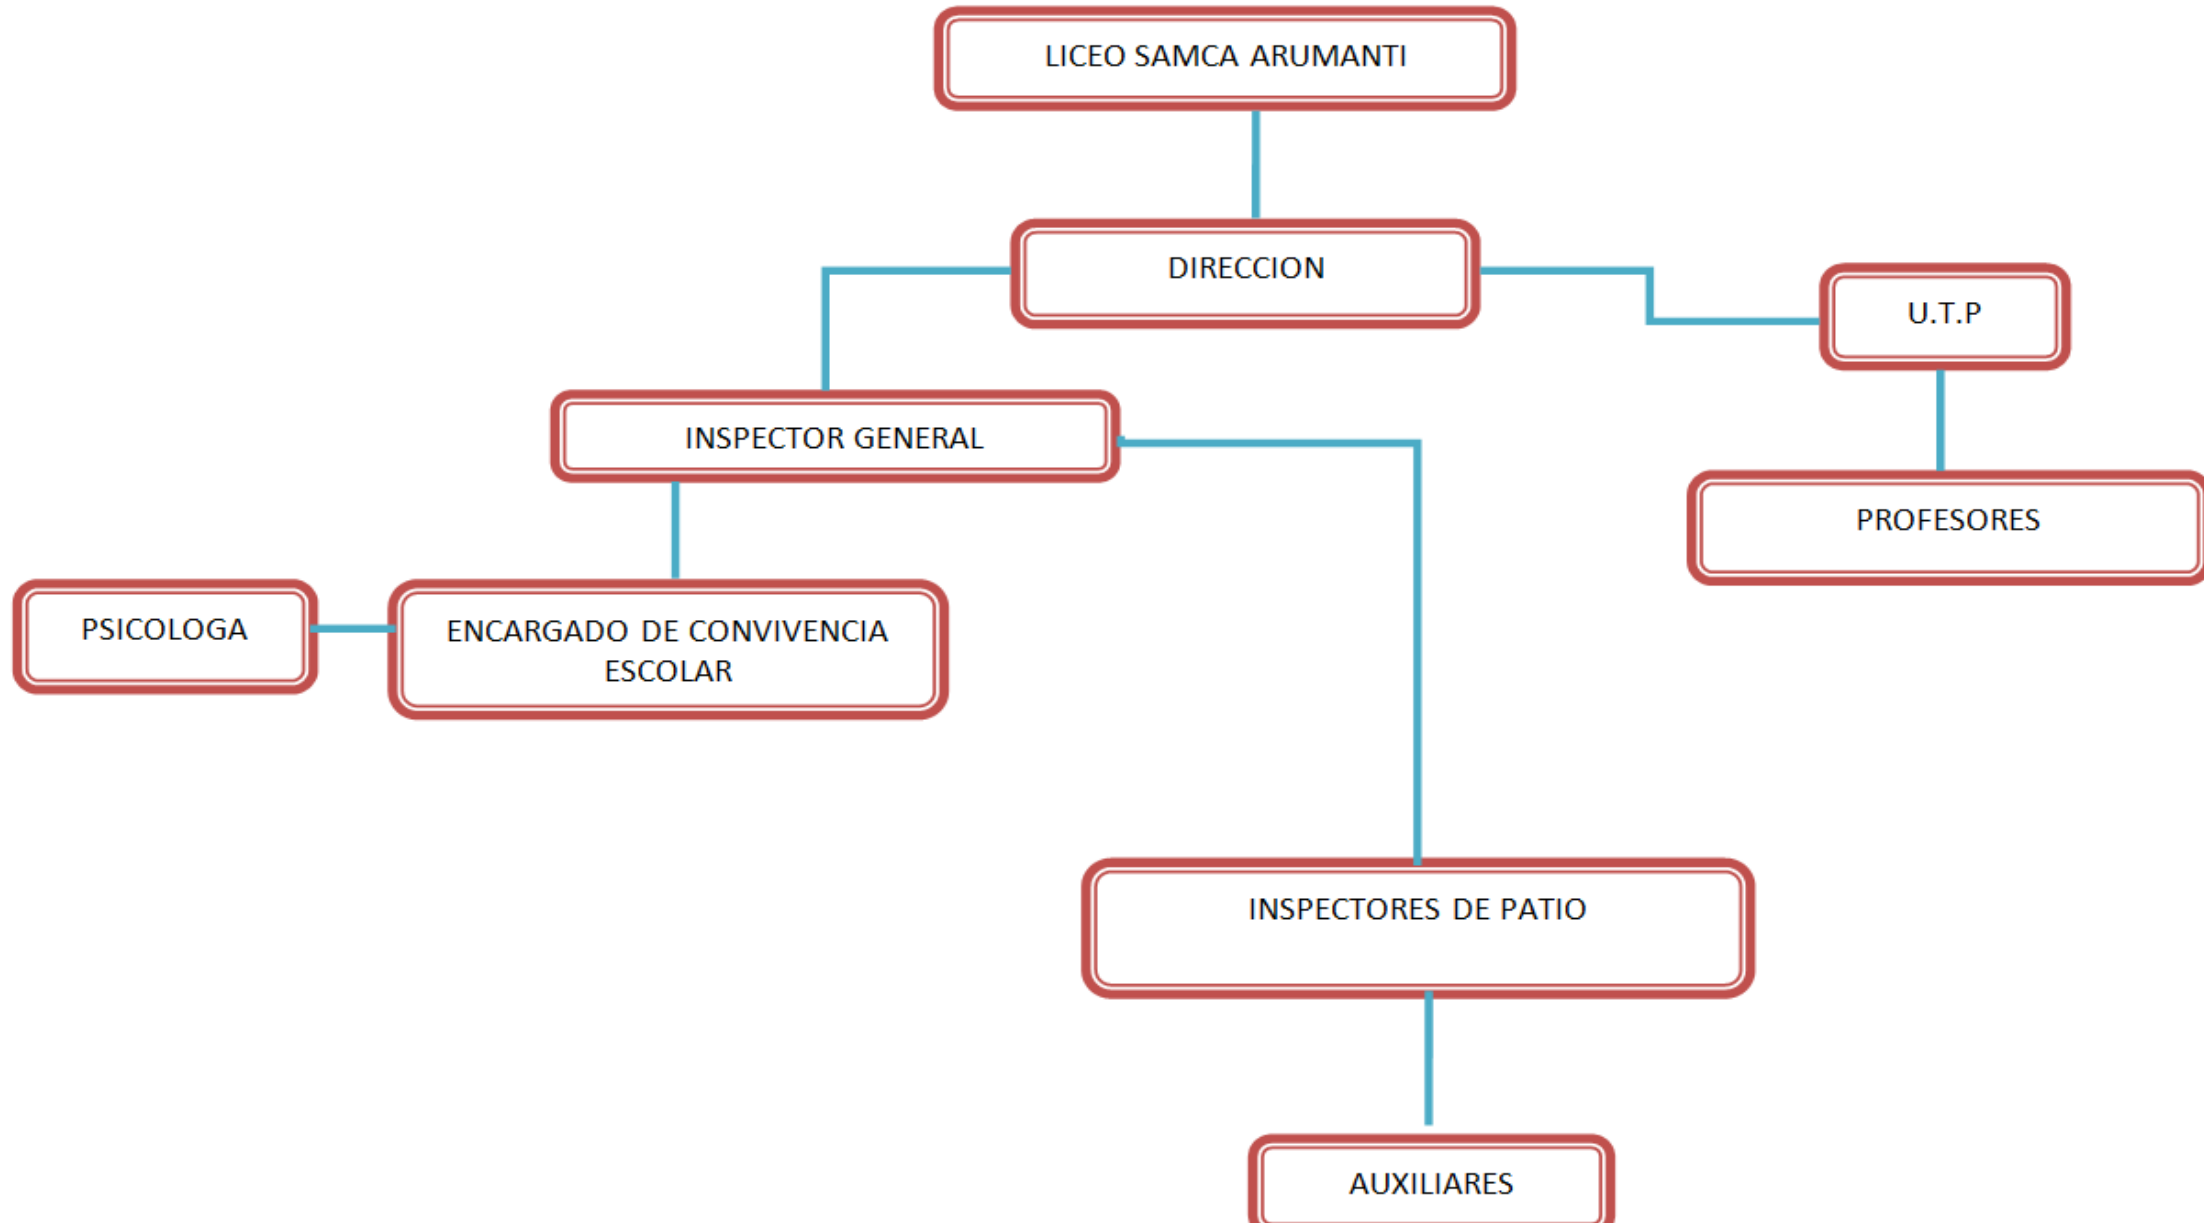 LICEO SAMCA ARUMANTI
DIRECCION
U.T.P
INSPECTOR GENERAL
PROFESORES
PSICOLOGA
ENCARGADO DE CONVIVENCIA
ESCOLAR
INSPECTORES DE PATIO
AUXILIARES